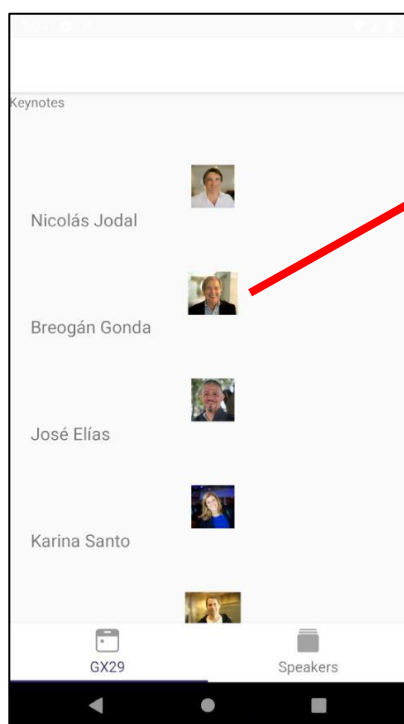 Keynotes
Nicolás Jodal
Breogán Gonda
José Elías
Karina Santo
GX29
Speakers